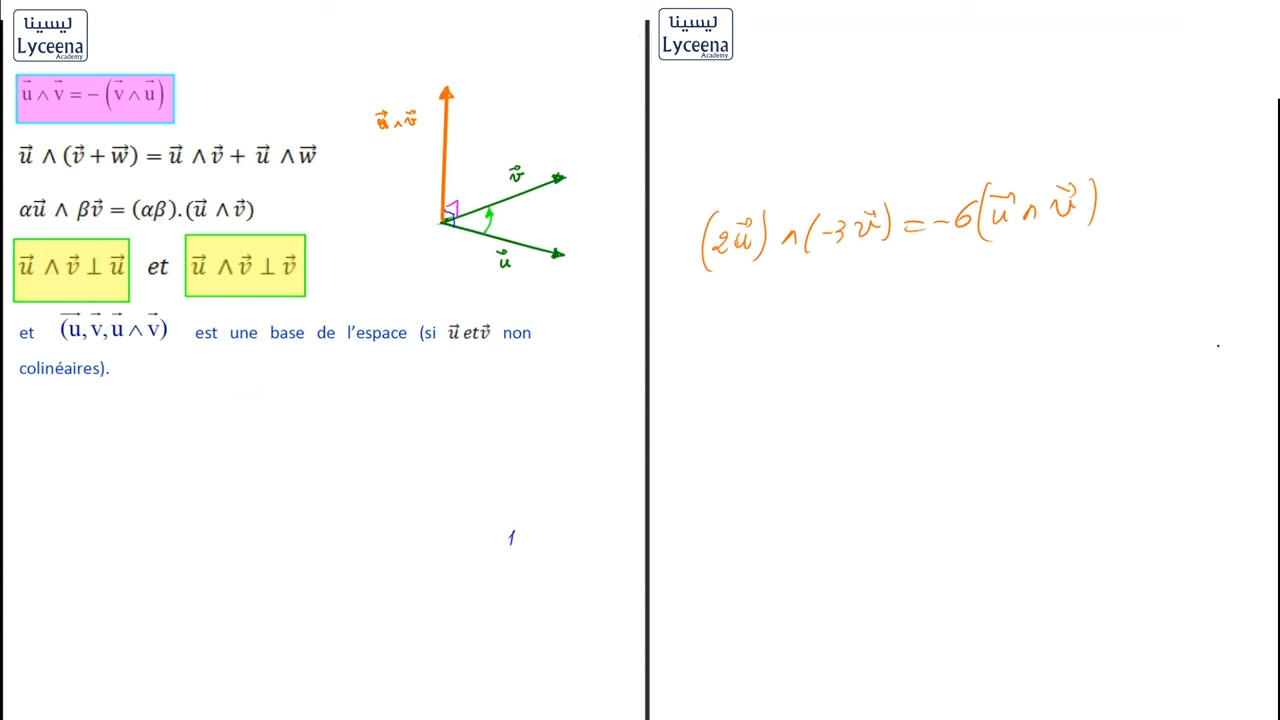 ليسينا
Lyceena
Academy
u⃗ ∧ v⃗ = − (v⃗ ∧ u⃗)
u⃗ ∧ (v⃗ + w⃗) = u⃗ ∧ v⃗ + u⃗ ∧ w⃗
αu⃗ ∧ βv⃗ = (αβ).(u⃗ ∧ v⃗)
u⃗ ∧ v⃗ ⊥ u⃗ et u⃗ ∧ v⃗ ⊥ v⃗
et (u⃗, v⃗, u⃗ ∧ v⃗) est une base de l’espace (si u⃗ et v⃗ non
colinéaires).
u⃗ ∧ v⃗
v⃗
u⃗
1
ليسينا
Lyceena
Academy
(2u⃗) ∧ (-3v⃗) = -6(u⃗ ∧ v⃗)